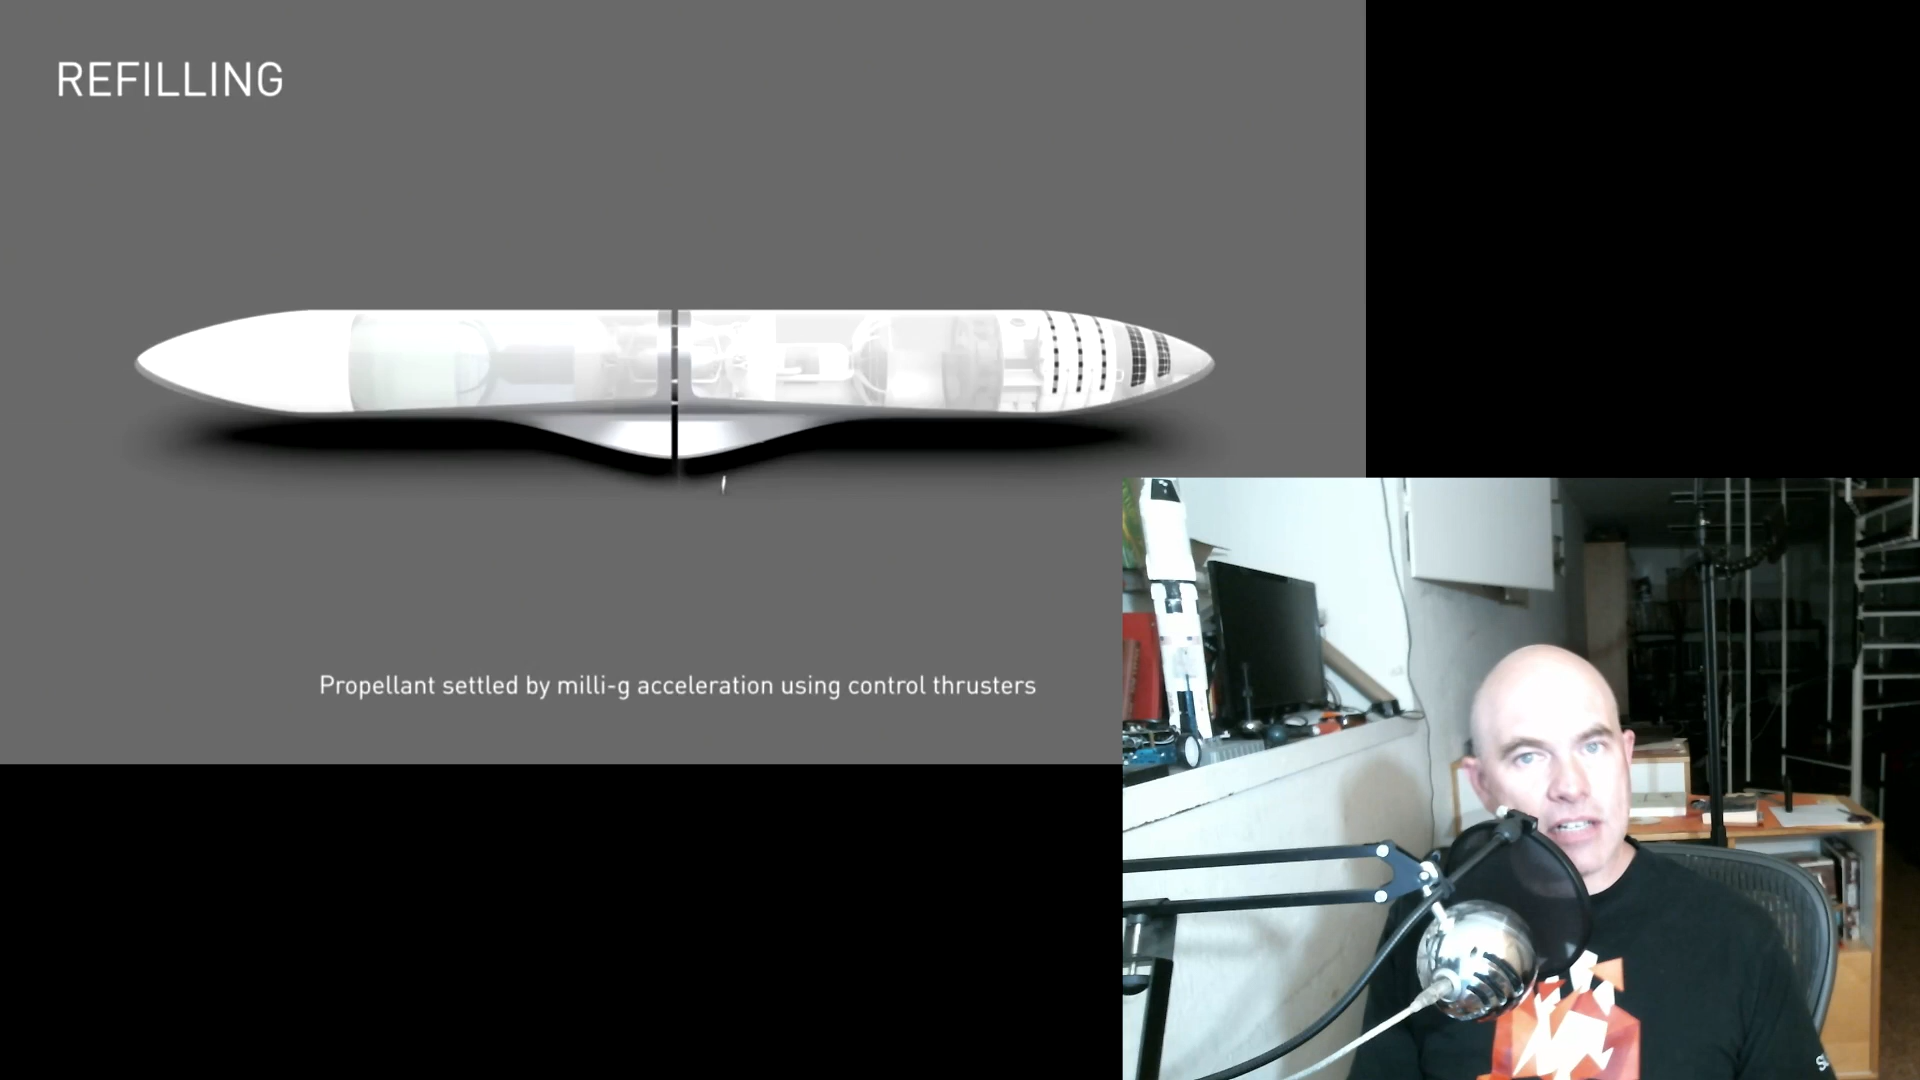 REFILLING
Propellant settled by milli-g acceleration using control thrusters